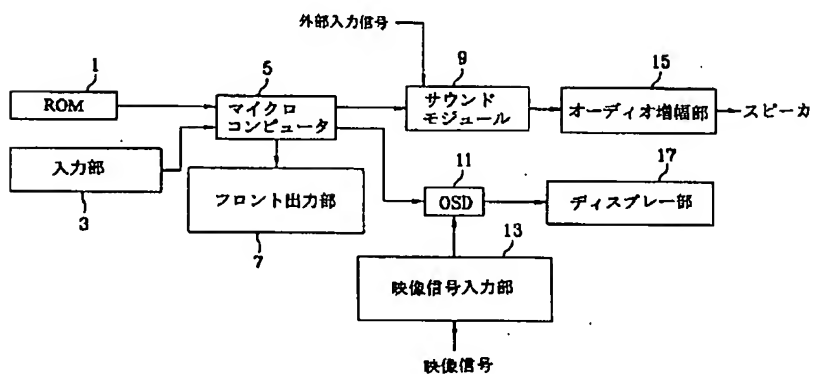 外部入力信号
1
ROM
5
マイクロ
コンピュータ
9
サウンド
モジュール
15
オーディオ増幅部
スピーカ
入力部
3
フロント出力部
7
11
OSD
17
ディスプレー部
13
映像信号入力部
映像信号